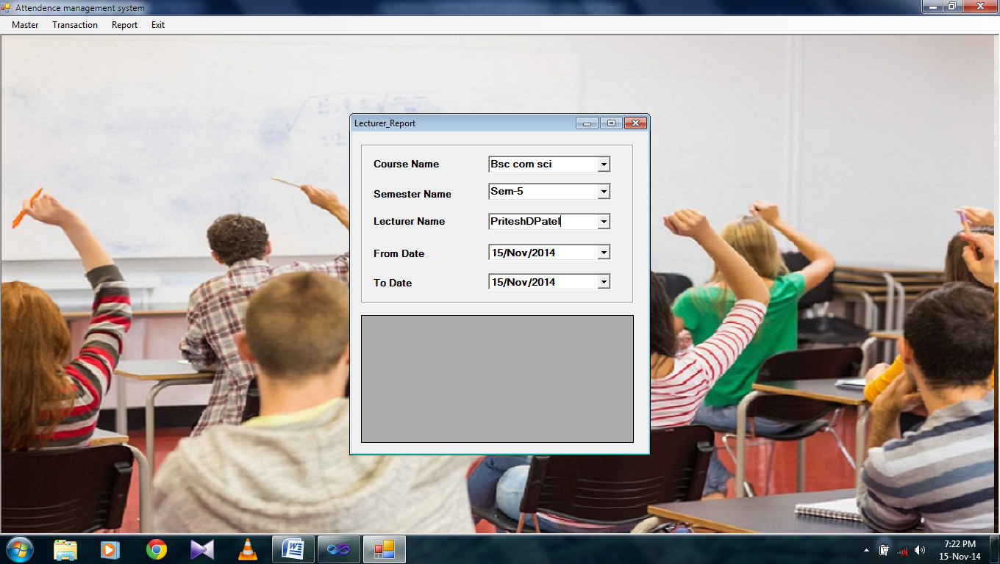 Attendence management system
Master Transaction Report Exit
Lecturer_Report
Course Name Bsc com sci
Semester Name Sem-5
Lecturer Name PriteshDPatel
From Date 15/Nov/2014
To Date 15/Nov/2014
7:22 PM
15-Nov-14